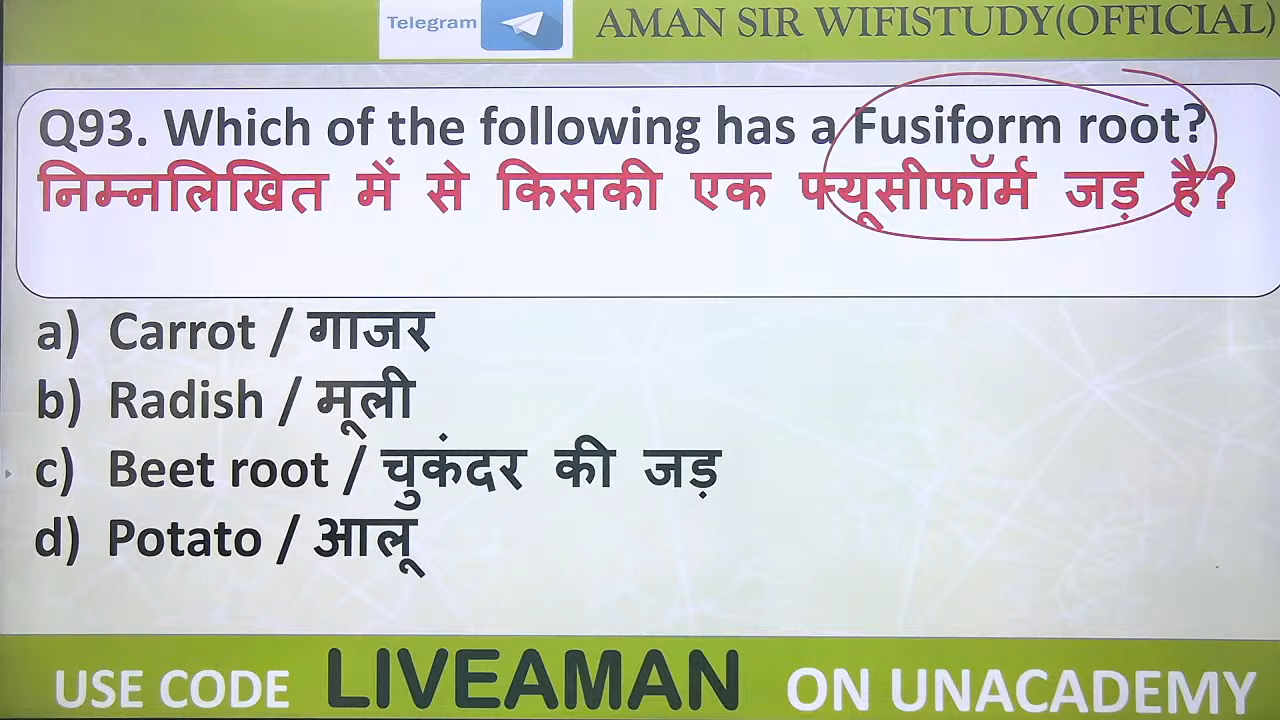 Telegram
AMAN SIR WIFISTUDY(OFFICIAL)
Q93. Which of the following has a Fusiform root?
निम्नलिखित में से किसकी एक फ्यूसीफॉर्म जड़ है?
a) Carrot / गाजर
b) Radish / मूली
c) Beet root / चुकंदर की जड़
d) Potato / आलू
USE CODE LIVEAMAN ON UNACADEMY